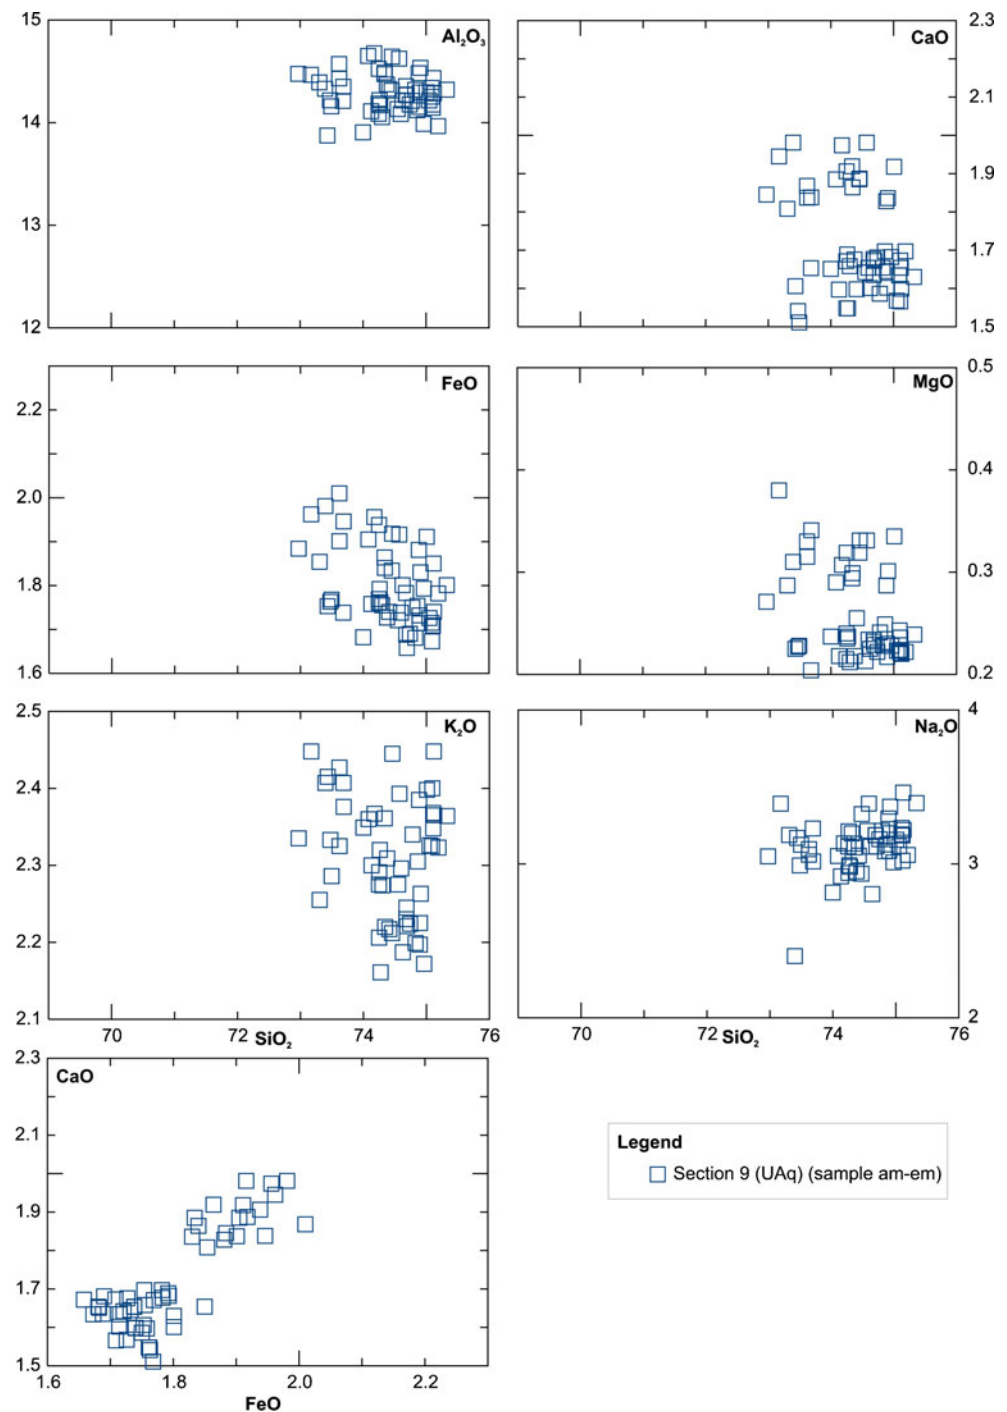 15
14
13
12
Al₂O₃
2.3
2.1
1.9
1.7
1.5
CaO
2.2
2.0
1.8
1.6
FeO
0.5
0.4
0.3
0.2
MgO
2.5
2.4
2.3
2.2
2.1
K₂O
70 72 SiO₂ 74 76
4
3
2
Na₂O
70 72 SiO₂ 74 76
2.3
2.1
1.9
1.7
1.5
CaO
1.6 1.8 2.0 2.2
FeO
Legend
Section 9 (UAq) (sample am-em)